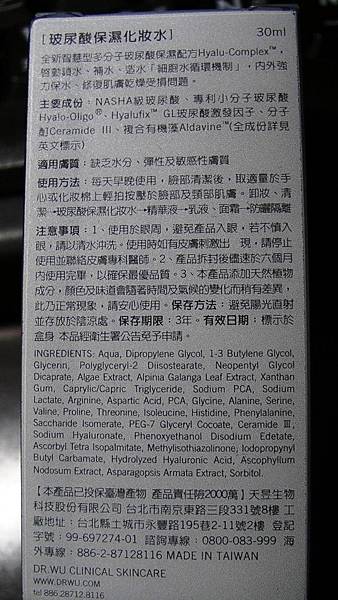 [玻尿酸保濕化妝水] 30ml
全新智慧型多分子玻尿酸保濕配方Hyalu-Complex™,
啓動鎖水、補水、造水「細胞水循環機制」,內外強
力保水、修復肌膚乾燥受損問題。
主要成份:NASHA級玻尿酸、專利小分子玻尿酸
Hyalo-Oligo®、Hyalufix™ GL玻尿酸激發因子、分子
酊Ceramide III、複合有機藻Aldavine™(全成份詳見
英文標示)
適用膚質:缺乏水分、彈性及敏感性膚質
使用方法:每天早晚使用,臉部清潔後,取適量於手
心或化妝棉上輕拍按壓於臉部及頸部肌膚。卸妝、清
潔→玻尿酸保濕化妝水→精華液→乳液、面霜→防曬隔離
注意事項:1、使用於眼周,避免產品入眼,若不慎入
眼,請以清水沖洗。使用時如有皮膚刺激出 現,請停止
使用並聯絡皮膚專科醫師。2、產品拆封後儘速於六個月
內使用完畢,以確保最優品質。3、本產品添加天然植物
成分,顏色及味道會隨著時間及氣候的變化而稍有差異,
此乃正常現象,請安心使用。保存方法:避免陽光直射
並存放於陰涼處。保存期限:3年。有效日期:標示於
盒身 本品經衛生署公告免予申請。
INGREDIENTS: Aqua, Dipropylene Glycol, 1-3 Butylene Glycol,
Glycerin, Polyglyceryl-2 Diisostearate, Neopentyl Glycol
Dicaprate, Algae Extract, Alpinia Galanga Leaf Extract, Xanthan
Gum, Caprylic/Capric Triglyceride, Sodium PCA, Sodium
Lactate, Arginine, Aspartic Acid, PCA, Glycine, Alanine, Serine,
Valine, Proline, Threonine, Isoleucine, Histidine, Phenylalanine,
Saccharide Isomerate, PEG-7 Glyceryl Cocoate, Ceramide III,
Sodium Hyaluronate, Phenoxyethanol Disodium Edetate,
Ascorbyl Tetra Isopalmitate, Methylisothiazolinone; Iodopropynyl
Butyl Carbamate, Hydrolyzed Hyaluronic Acid, Ascophyllum
Nodosum Extract, Asparagopsis Armata Extract, Sorbitol.
【本產品已投保臺灣產物 產品責任險2000萬】天昱生物
科技股份有限公司 台北市南京東路三段331號8樓 工
廠地址:台北縣土城市永豐路195巷2-11號2樓 登記
字號:99-697274-01 諮詢專線:0800-083-999 海
外專線:886-2-87128116 MADE IN TAIWAN
DR.WU CLINICAL SKINCARE
WWW.DRWU.COM
tel 886.28712.8116